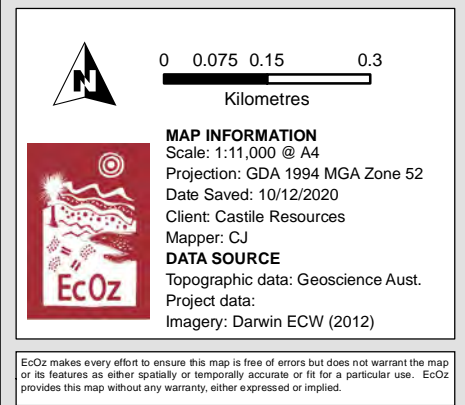 N
0 0.075 0.15 0.3
Kilometres
MAP INFORMATION
Scale: 1:11,000 @ A4
Projection: GDA 1994 MGA Zone 52
Date Saved: 10/12/2020
Client: Castile Resources
Mapper: CJ
DATA SOURCE
Topographic data: Geoscience Aust.
Project data:
Imagery: Darwin ECW (2012)
EcOz
EcOz makes every effort to ensure this map is free of errors but does not warrant the map
or its features as either spatially or temporally accurate or fit for a particular use. EcOz
provides this map without any warranty, either expressed or implied.